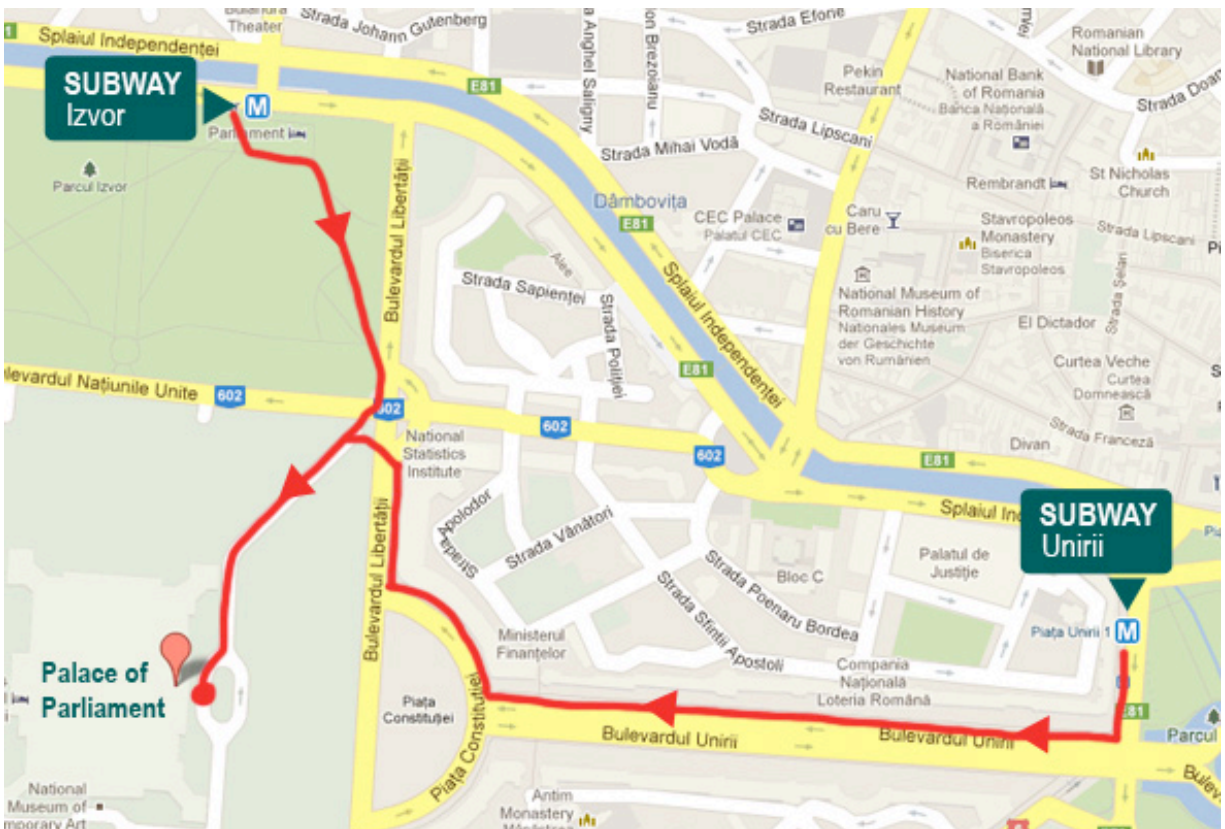 Bulandra
Theater
Strada Johann Gutenberg
Splaiul Independenței
SUBWAY
Izvor
M
Parliament
Parcul Izvor
Bulevardul Libertății
E81
Strada Anghel Saligny
Ion Brezoianu
Strada Eforie
Pekin
Restaurant
Strada Lipscani
Strada Mihai Vodă
Romanian
National Library
National Bank
of Romania
Banca Națională
a României
Strada Doam
Rembrandt
St Nicholas
Church
Dâmbovița
E81
CEC Palace
Palatul CEC
Caru
cu Bere
Stavropoleos
Monastery
Biserica
Stavropoleos
Strada Lipscani
Strada Șelari
Alee
Strada Sapienței
Strada Poliției
Splaiul Independenței
National Museum of
Romanian History
Nationales Museum
der Geschichte
von Rumänien
El Dictador
Curtea Veche
Curtea
Domnească
E81
Strada Franceză
Divan
E81
levardul Națiunile Unite
602
602
602
602
National
Statistics
Institute
Bulevardul Libertății
Strada Apolodor
Strada Vânători
Strada Sfinții Apostoli
Strada Poenaru Bordea
Bloc C
Splaiul Ind
SUBWAY
Unirii
Palatul de
Justiție
Piața Unirii 1
M
Ministerul
Finanțelor
Compania
Națională
Loteria Română
E81
Palace of
Parliament
Piața
Constituției
Piața Constituției
Bulevardul Unirii
Bulevardul Unirii
Parcul
Bulev
National
Museum of
mporary Art
Antim
Monastery